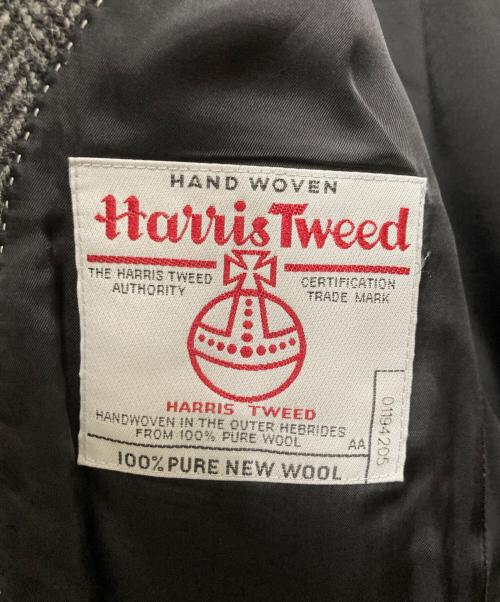 HAND WOVEN
Harris Tweed
THE HARRIS TWEED
AUTHORITY
CERTIFICATION
TRADE MARK
HARRIS TWEED
HANDWOVEN IN THE OUTER HEBRIDES
FROM 100% PURE WOOL
AA
01194205
100% PURE NEW WOOL